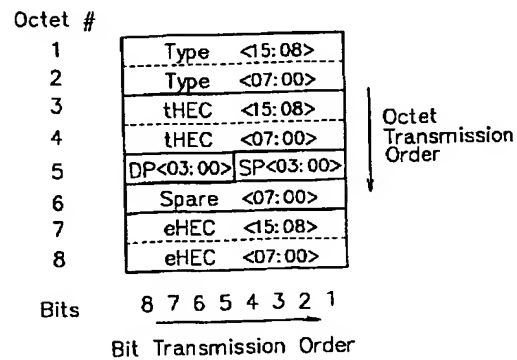 Octet #
1 Type <15:08>
2 Type <07:00>
3 tHEC <15:08>
4 tHEC <07:00>
5 DP<03:00> SP<03:00>
6 Spare <07:00>
7 eHEC <15:08>
8 eHEC <07:00>
Octet
Transmission
Order
Bits 8 7 6 5 4 3 2 1
Bit Transmission Order